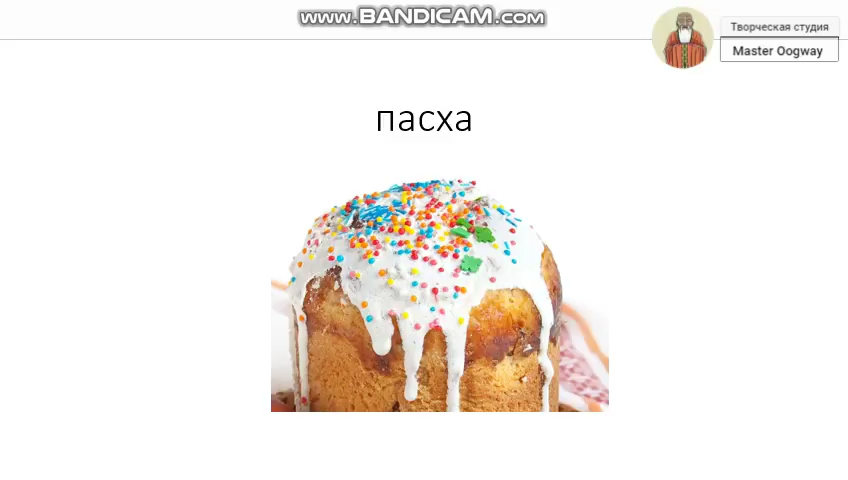 www.BANDICAM.com
Творческая студия
Master Oogway
пасха